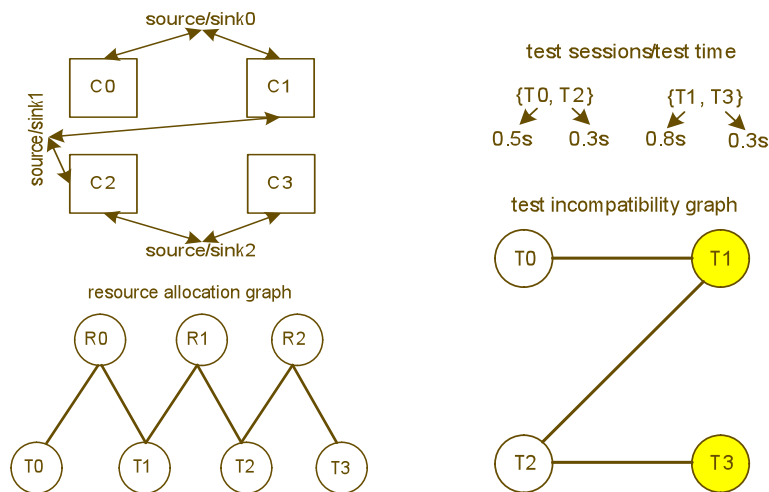 source/sink0
C0
C1
source/sink1
C2
C3
source/sink2
resource allocation graph
R0
R1
R2
T0
T1
T2
T3
test sessions/test time
{T0, T2}
{T1, T3}
0.5s
0.3s
0.8s
0.3s
test incompatibility graph
T0
T1
T2
T3